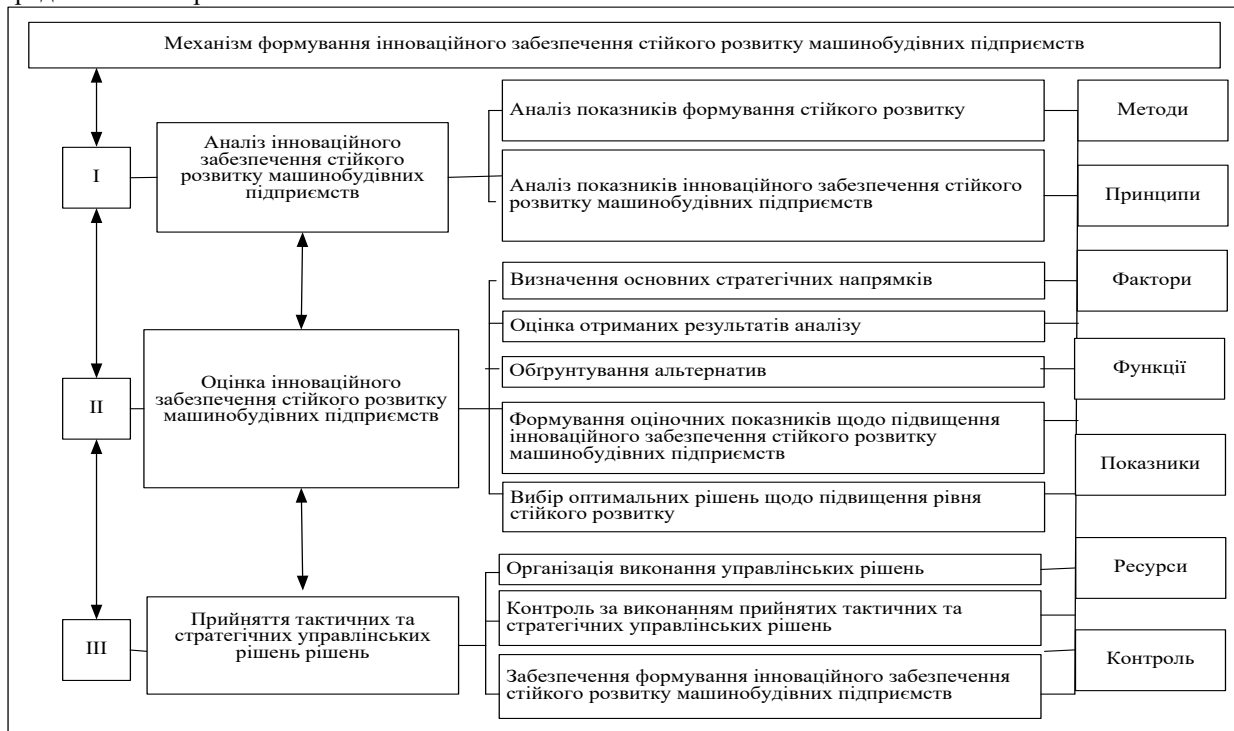 Механізм формування інноваційного забезпечення стійкого розвитку машинобудівних підприємств
I
Аналіз інноваційного
забезпечення стійкого
розвитку машинобудівних
підприємств
Аналіз показників формування стійкого розвитку
Аналіз показників інноваційного забезпечення стійкого
розвитку машинобудівних підприємств
II
Оцінка інноваційного
забезпечення стійкого розвитку
машинобудівних підприємств
Визначення основних стратегічних напрямків
Оцінка отриманих результатів аналізу
Обґрунтування альтернатив
Формування оціночних показників щодо підвищення
інноваційного забезпечення стійкого розвитку
машинобудівних підприємств
Вибір оптимальних рішень щодо підвищення рівня
стійкого розвитку
III
Прийняття тактичних та
стратегічних управлінських
рішень рішень
Організація виконання управлінських рішень
Контроль за виконанням прийнятих тактичних та
стратегічних управлінських рішень
Забезпечення формування інноваційного забезпечення
стійкого розвитку машинобудівних підприємств
Методи
Принципи
Фактори
Функції
Показники
Ресурси
Контроль